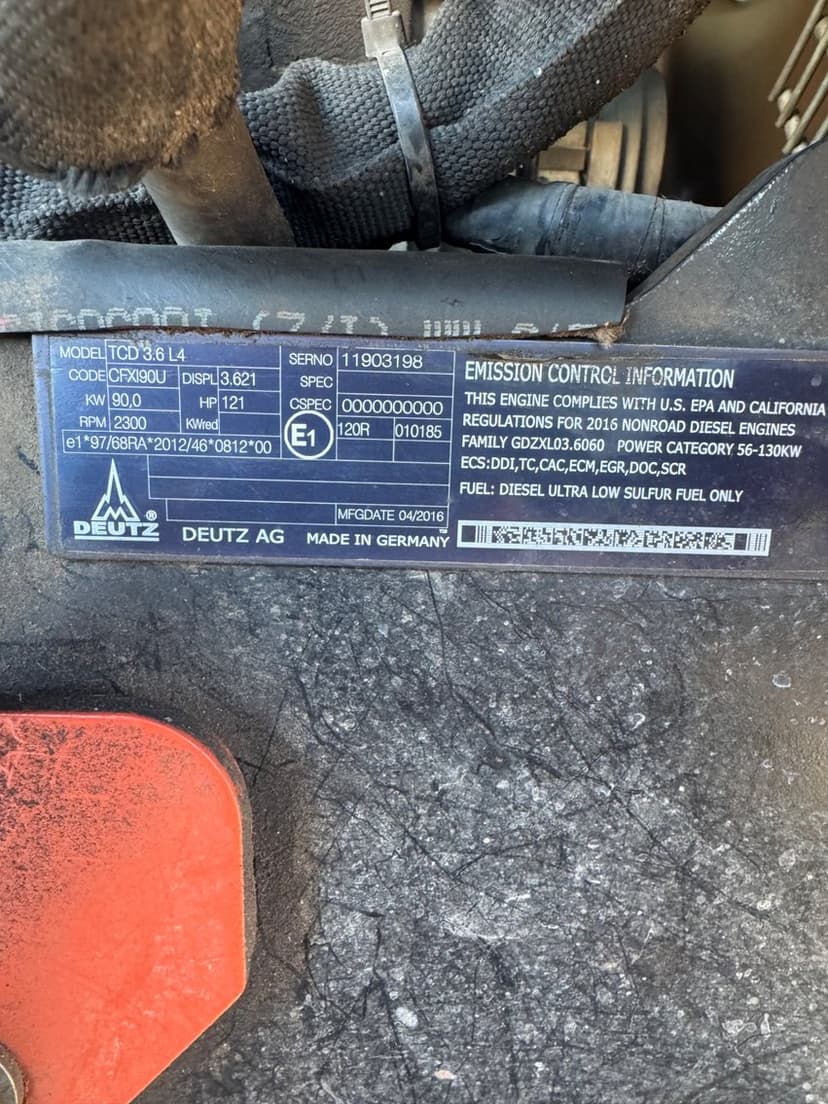 MODEL TCD 3.6 L4
CODE CFXI90U DISPL 3.621
KW 90,0 HP 121
RPM 2300 KWred
e1*97/68RA*2012/46*0812*00
SERNO 11903198
SPEC
CSPEC 0000000000
E1 120R 010185
MFGDATE 04/2016
DEUTZ®
DEUTZ AG MADE IN GERMANY
EMISSION CONTROL INFORMATION
THIS ENGINE COMPLIES WITH U.S. EPA AND CALIFORNIA
REGULATIONS FOR 2016 NONROAD DIESEL ENGINES
FAMILY GDZXL03.6060 POWER CATEGORY 56-130KW
ECS:DDI,TC,CAC,ECM,EGR,DOC,SCR
FUEL: DIESEL ULTRA LOW SULFUR FUEL ONLY
TM